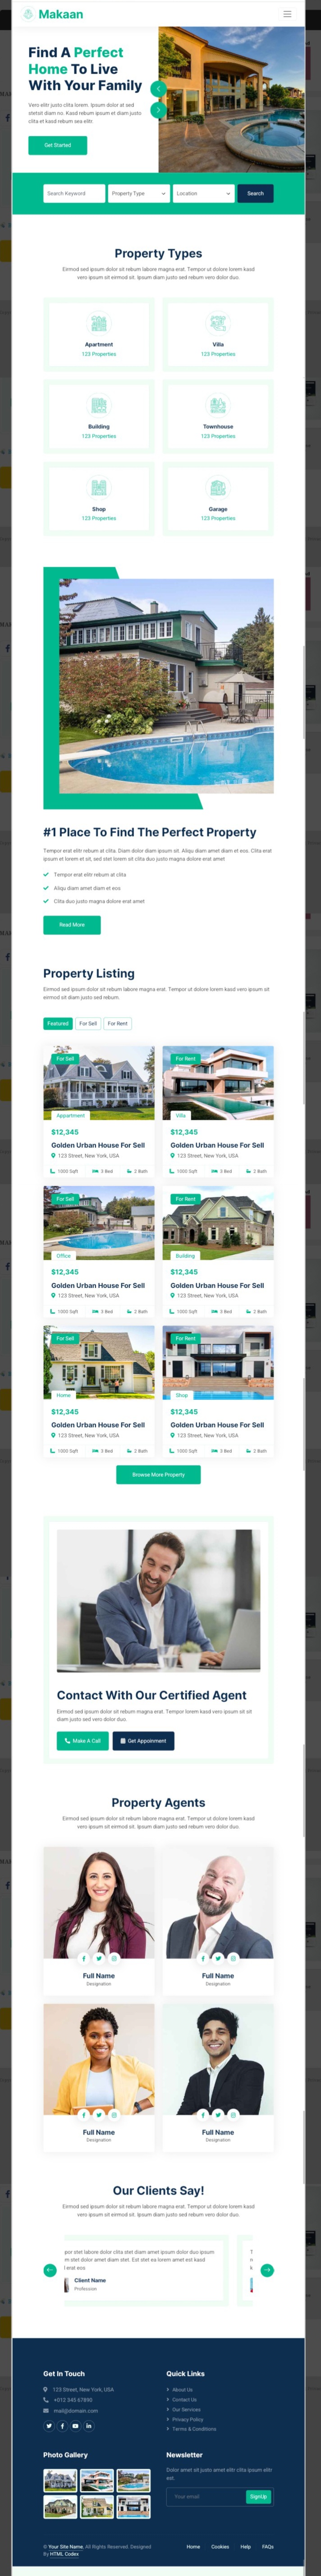 Makaan
Find A Perfect
Home To Live
With Your Family
Vero elitr justo clita lorem. Ipsum dolor at sed
stet sit diam no. Kasd rebum ipsum et diam justo
clita et kasd rebum sea elitr.
Get Started
Search Keyword
Property Type
Location
Search
Property Types
Eirmod sed ipsum dolor sit rebum labore magna erat. Tempor ut dolore lorem kasd
vero ipsum sit eirmod sit. Ipsum diam justo sed rebum vero dolor duo.
Apartment
123 Properties
Villa
123 Properties
Building
123 Properties
Townhouse
123 Properties
Shop
123 Properties
Garage
123 Properties
#1 Place To Find The Perfect Property
Tempor erat elitr rebum at clita. Diam dolor diam ipsum sit. Aliqu diam amet diam et eos. Clita erat
ipsum et lorem et sit, sed stet lorem sit clita duo justo magna dolore erat amet
Tempor erat elitr rebum at clita
Aliqu diam amet diam et eos
Clita duo justo magna dolore erat amet
Read More
Property Listing
Eirmod sed ipsum dolor sit rebum labore magna erat. Tempor ut dolore lorem kasd vero ipsum sit
eirmod sit diam justo sed rebum.
Featured
For Sell
For Rent
For Sell
Appartment
$12,345
Golden Urban House For Sell
123 Street, New York, USA
1000 Sqft
3 Bed
2 Bath
For Rent
Villa
$12,345
Golden Urban House For Sell
123 Street, New York, USA
1000 Sqft
3 Bed
2 Bath
For Sell
Office
$12,345
Golden Urban House For Sell
123 Street, New York, USA
1000 Sqft
3 Bed
2 Bath
For Rent
Building
$12,345
Golden Urban House For Sell
123 Street, New York, USA
1000 Sqft
3 Bed
2 Bath
For Sell
Home
$12,345
Golden Urban House For Sell
123 Street, New York, USA
1000 Sqft
3 Bed
2 Bath
For Rent
Shop
$12,345
Golden Urban House For Sell
123 Street, New York, USA
1000 Sqft
3 Bed
2 Bath
Browse More Property
Contact With Our Certified Agent
Eirmod sed ipsum dolor sit rebum magna erat. Tempor lorem kasd vero ipsum sit sit
diam justo sed vero dolor duo.
Make A Call
Get Appoinment
Property Agents
Eirmod sed ipsum dolor sit rebum labore magna erat. Tempor ut dolore lorem kasd
vero ipsum sit eirmod sit. Ipsum diam justo sed rebum vero dolor duo.
Full Name
Designation
Full Name
Designation
Full Name
Designation
Full Name
Designation
Our Clients Say!
Eirmod sed ipsum dolor sit rebum labore magna erat. Tempor ut dolore lorem kasd
vero ipsum sit eirmod sit. Ipsum diam justo sed rebum vero dolor duo.
por stet labore dolor clita stet diam amet ipsum dolor duo ipsum
m stet dolor amet diam stet. Est stet ea lorem amet est kasd
l erat eos.
Client Name
Profession
Get In Touch
123 Street, New York, USA
+012 345 67890
mail@domain.com
Quick Links
About Us
Contact Us
Our Services
Privacy Policy
Terms & Conditions
Photo Gallery
Newsletter
Dolor amet sit justo amet elitr clita ipsum elitr
est.
Your email
SignUp
© Your Site Name, All Rights Reserved. Designed
By HTML Codex
Home
Cookies
Help
FAQs